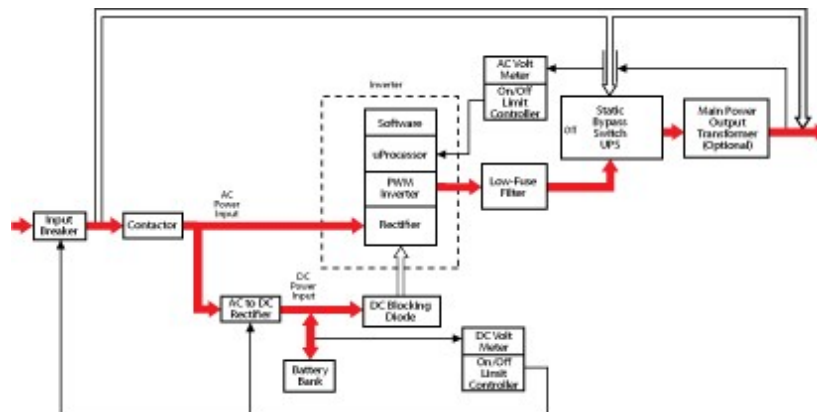 Inverter
AC Volt
Meter
On/Off
Limit
Controller
Off
Static
Bypass
Switch
UPS
Main Power
Output
Transformer
(Optional)
Software
uProcessor
PWM
Inverter
Rectifier
Low-Fuse
Filter
AC
Power
Input
Input
Breaker
Contactor
DC
Power
Input
AC to DC
Rectifier
DC Blocking
Diode
Battery
Bank
DC Volt
Meter
On/Off
Limit
Controller